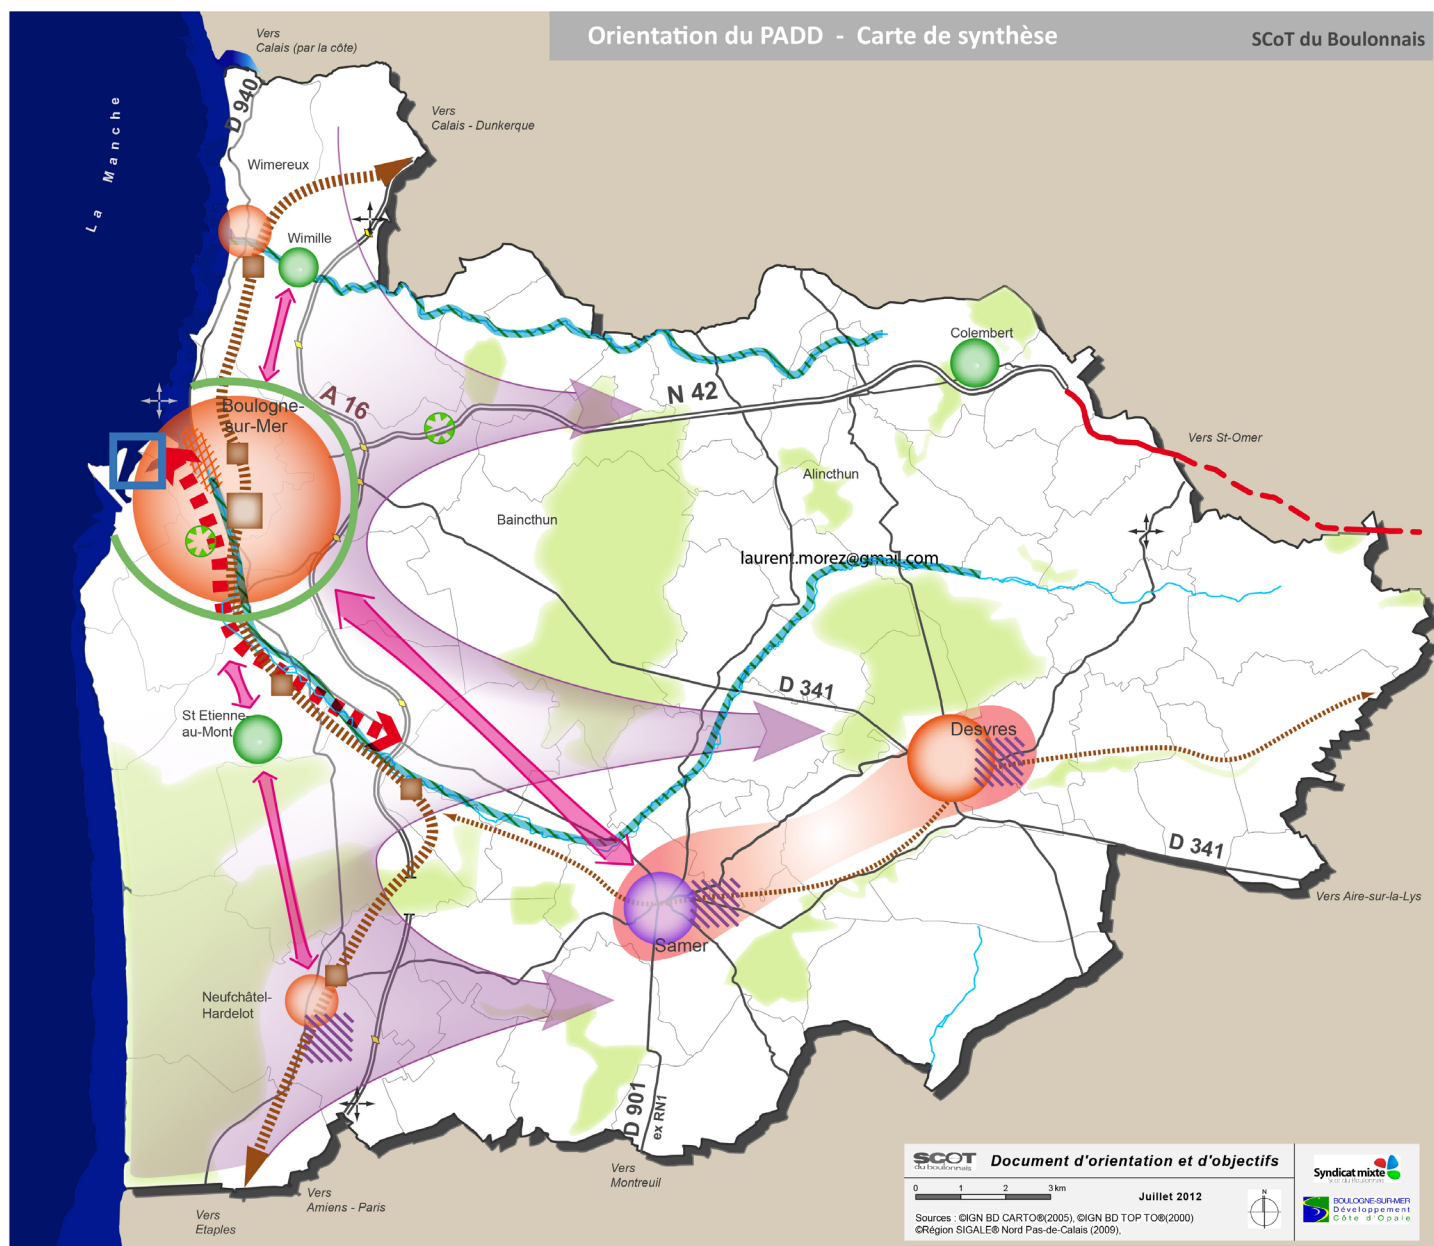 Orientation du PADD - Carte de synthèse
SCoT du Boulonnais
Vers
Calais (par la côte)
Vers
Calais - Dunkerque
La Manche
D 940
Wimereux
Wimille
Colembert
N 42
A 16
Boulogne-
sur-Mer
Vers St-Omer
Alincthun
Baincthun
laurent.morez@gmail.com
D 341
St Etienne-
au-Mont
Desvres
D 341
Vers Aire-sur-la-Lys
Samer
Neufchâtel-
Hardelot
D 901
ex RN1
Vers
Montreuil
Vers
Amiens - Paris
Vers
Etaples
SCOT
du boulonnais
Document d'orientation et d'objectifs
0 1 2 3 km
Juillet 2012
N
Sources : ©IGN BD CARTO®(2005), ©IGN BD TOP TO®(2000)
©Région SIGALE® Nord Pas-de-Calais (2009),
Syndicat mixte
Scot du Boulonnais
BOULOGNE-SUR-MER
Développement
Côte d'Opale